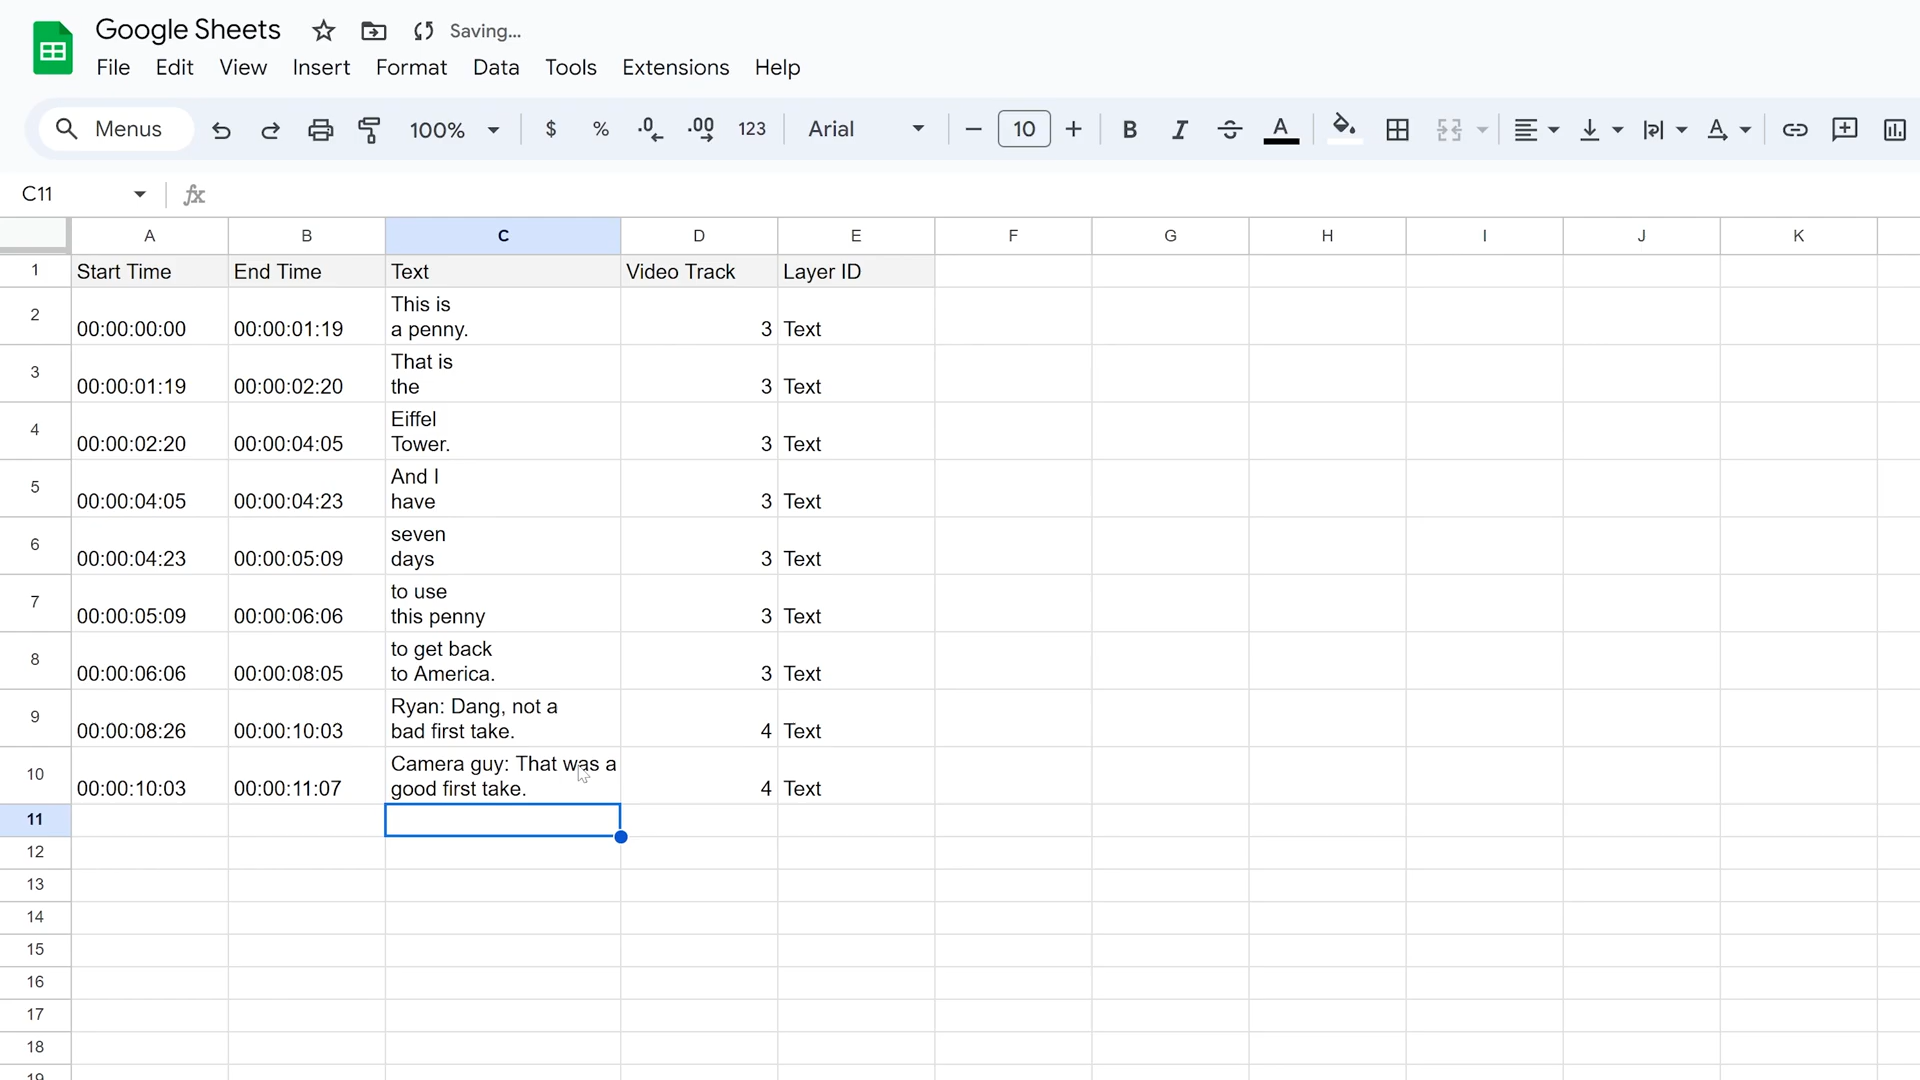 Google Sheets Saving...
File Edit View Insert Format Data Tools Extensions Help
Menus 100% $ % .0 .00 123 Arial 10 B I S A A
C11 fx
A B C D E F G H I J K
1 Start Time End Time Text Video Track Layer ID
This is
2 00:00:00:00 00:00:01:19 a penny. 3 Text
That is
3 00:00:01:19 00:00:02:20 the 3 Text
Eiffel
4 00:00:02:20 00:00:04:05 Tower. 3 Text
And I
5 00:00:04:05 00:00:04:23 have 3 Text
seven
6 00:00:04:23 00:00:05:09 days 3 Text
to use
7 00:00:05:09 00:00:06:06 this penny 3 Text
to get back
8 00:00:06:06 00:00:08:05 to America. 3 Text
Ryan: Dang, not a
9 00:00:08:26 00:00:10:03 bad first take. 4 Text
Camera guy: That was a
10 00:00:10:03 00:00:11:07 good first take. 4 Text
11
12
13
14
15
16
17
18
19